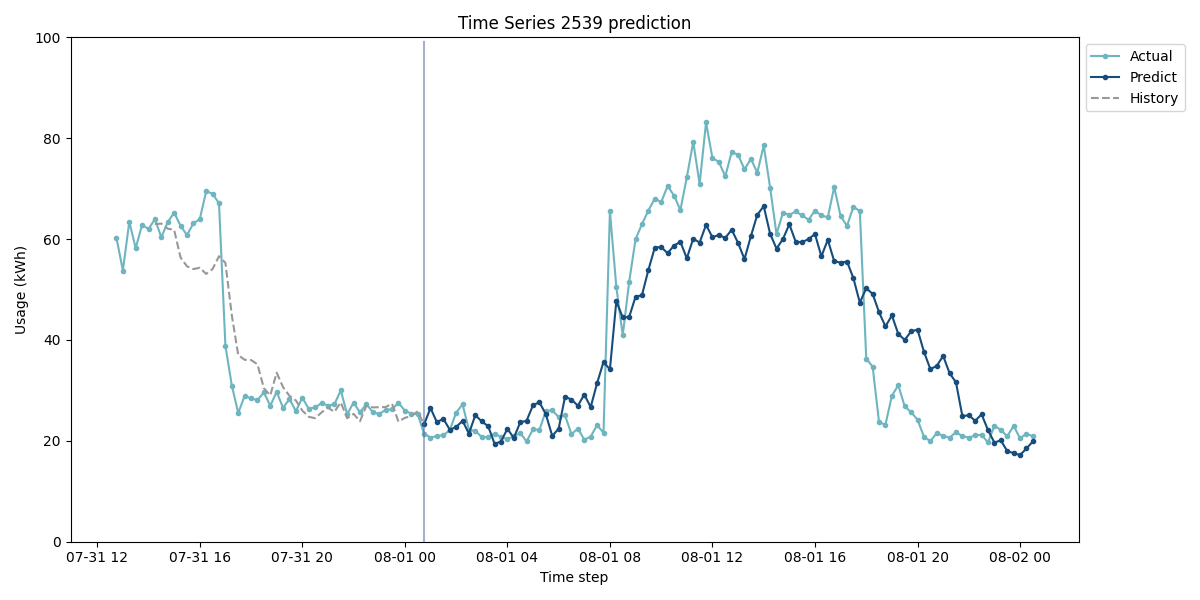 Time Series 2539 prediction
100
80
60
40
20
0
Usage (kWh)
07-31 12
07-31 16
07-31 20
08-01 00
08-01 04
08-01 08
08-01 12
08-01 16
08-01 20
08-02 00
Time step
Actual
Predict
History